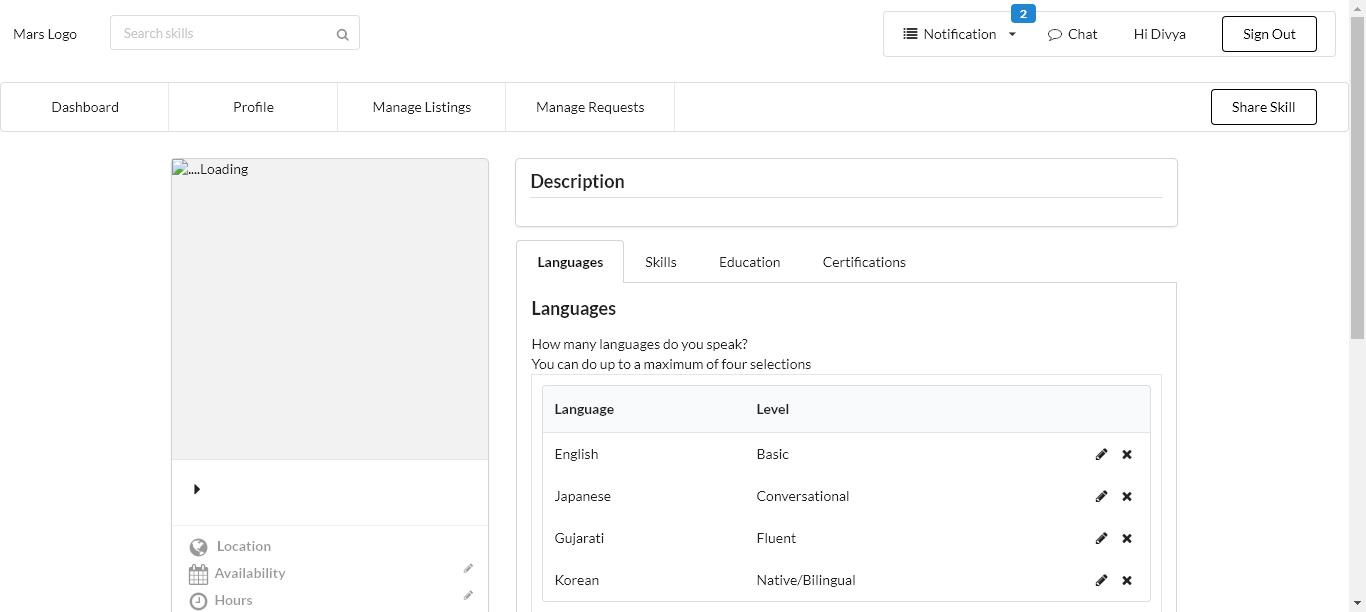 2
Mars Logo Search skills Notification Chat Hi Divya Sign Out
Dashboard Profile Manage Listings Manage Requests Share Skill
....Loading
Location
Availability
Hours
Description
Languages Skills Education Certifications
Languages
How many languages do you speak?
You can do up to a maximum of four selections
Language Level
English Basic
Japanese Conversational
Gujarati Fluent
Korean Native/Bilingual